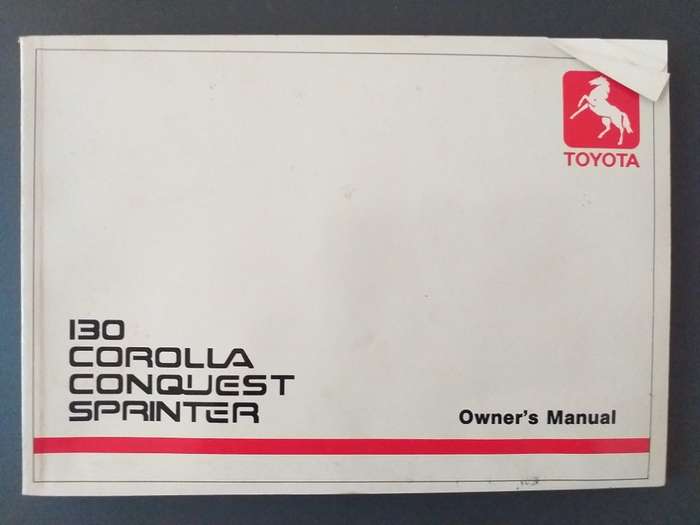 TOYOTA
130
COROLLA
CONQUEST
SPRINTER
Owner's Manual